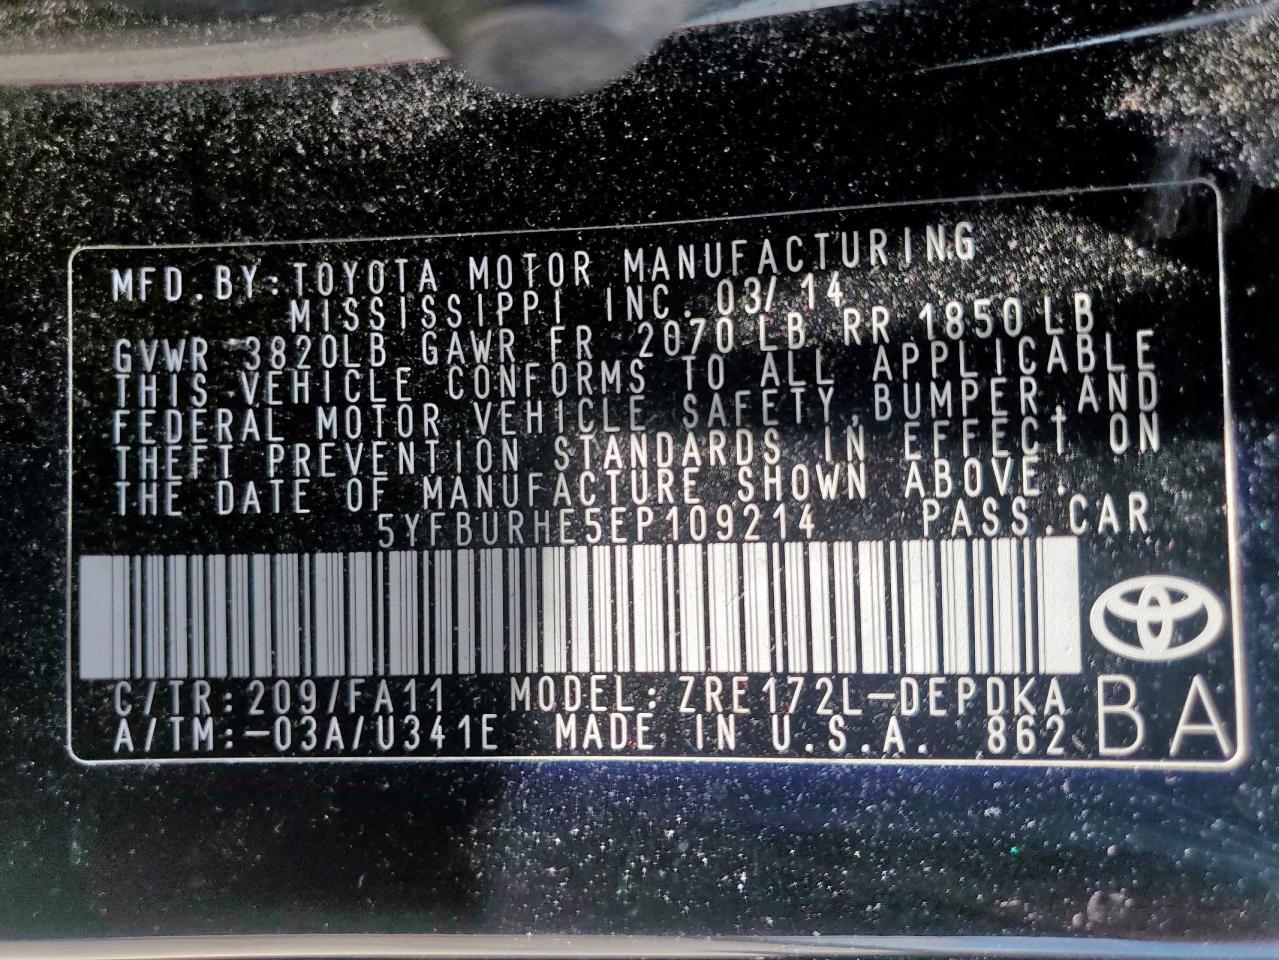 MFD.BY:TOYOTA MOTOR MANUFACTURING
MISSISSIPPI INC. 03/ 14
GVWR 3820LB GAWR FR 2070 LB RR 1850 LB
THIS VEHICLE CONFORMS TO ALL APPLICABLE
FEDERAL MOTOR VEHICLE SAFETY,BUMPER,AND
THEFT PREVENTION STANDARDS IN EFFECT ON
THE DATE OF MANUFACTURE SHOWN ABOVE.
5YFBURHE5EP109214 PASS.CAR
C/TR:209/FA11 MODEL:ZRE172L-DEPDKA
A/TM:-03A/U341E MADE IN U.S.A. 862 BA